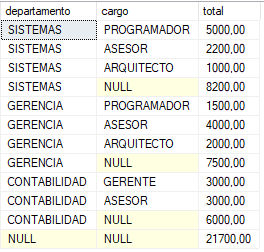 departamento cargo total
SISTEMAS PROGRAMADOR 5000,00
SISTEMAS ASESOR 2200,00
SISTEMAS ARQUITECTO 1000,00
SISTEMAS NULL 8200,00
GERENCIA PROGRAMADOR 1500,00
GERENCIA ASESOR 4000,00
GERENCIA ARQUITECTO 2000,00
GERENCIA NULL 7500,00
CONTABILIDAD GERENTE 3000,00
CONTABILIDAD ASESOR 3000,00
CONTABILIDAD NULL 6000,00
NULL NULL 21700,00